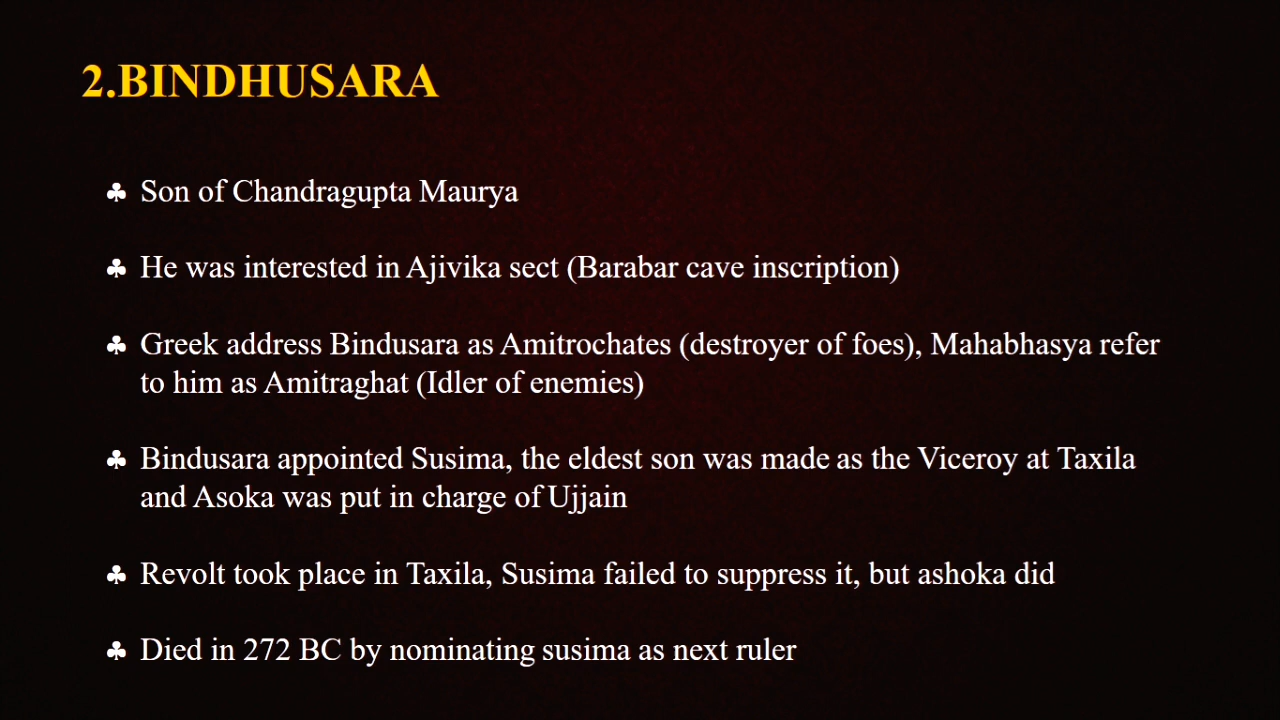 2.BINDHUSARA
♣ Son of Chandragupta Maurya
♣ He was interested in Ajivika sect (Barabar cave inscription)
♣ Greek address Bindusara as Amitrochates (destroyer of foes), Mahabhasya refer
to him as Amitraghat (Idler of enemies)
♣ Bindusara appointed Susima, the eldest son was made as the Viceroy at Taxila
and Asoka was put in charge of Ujjain
♣ Revolt took place in Taxila, Susima failed to suppress it, but ashoka did
♣ Died in 272 BC by nominating susima as next ruler